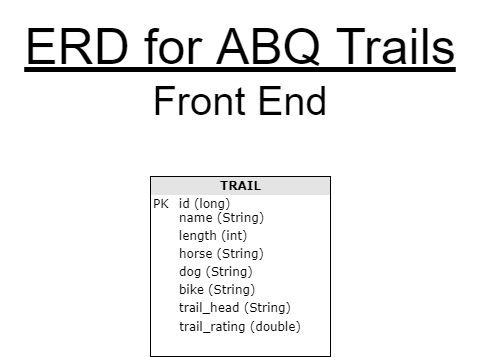 ERD for ABQ Trails
Front End
TRAIL
PK id (long)
name (String)
length (int)
horse (String)
dog (String)
bike (String)
trail_head (String)
trail_rating (double)